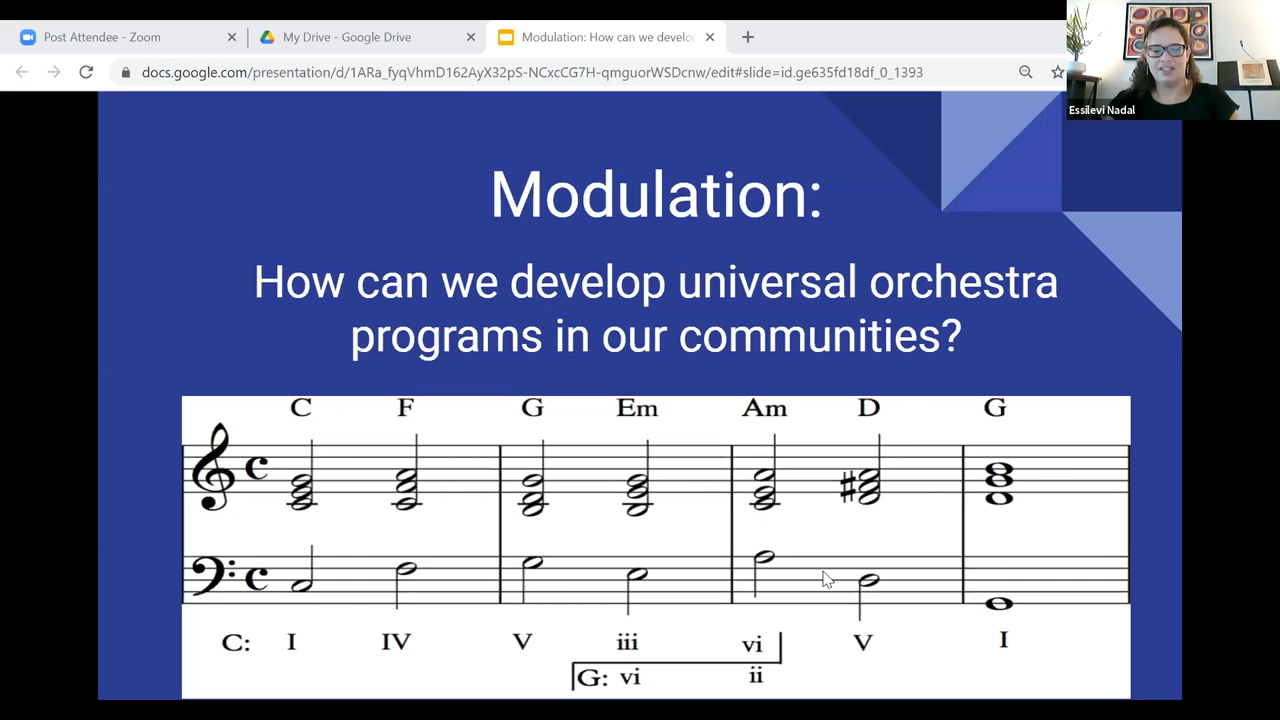 Post Attendee - Zoom
My Drive - Google Drive
Modulation: How can we develo
docs.google.com/presentation/d/1ARa_fyqVhmD162AyX32pS-NCxcCG7H-qmguorWSDcnw/edit#slide=id.ge635fd18df_0_1393
Essilevi Nadal
Modulation:
How can we develop universal orchestra
programs in our communities?
C F G Em Am D G
C: I IV V iii vi V I
G: vi ii